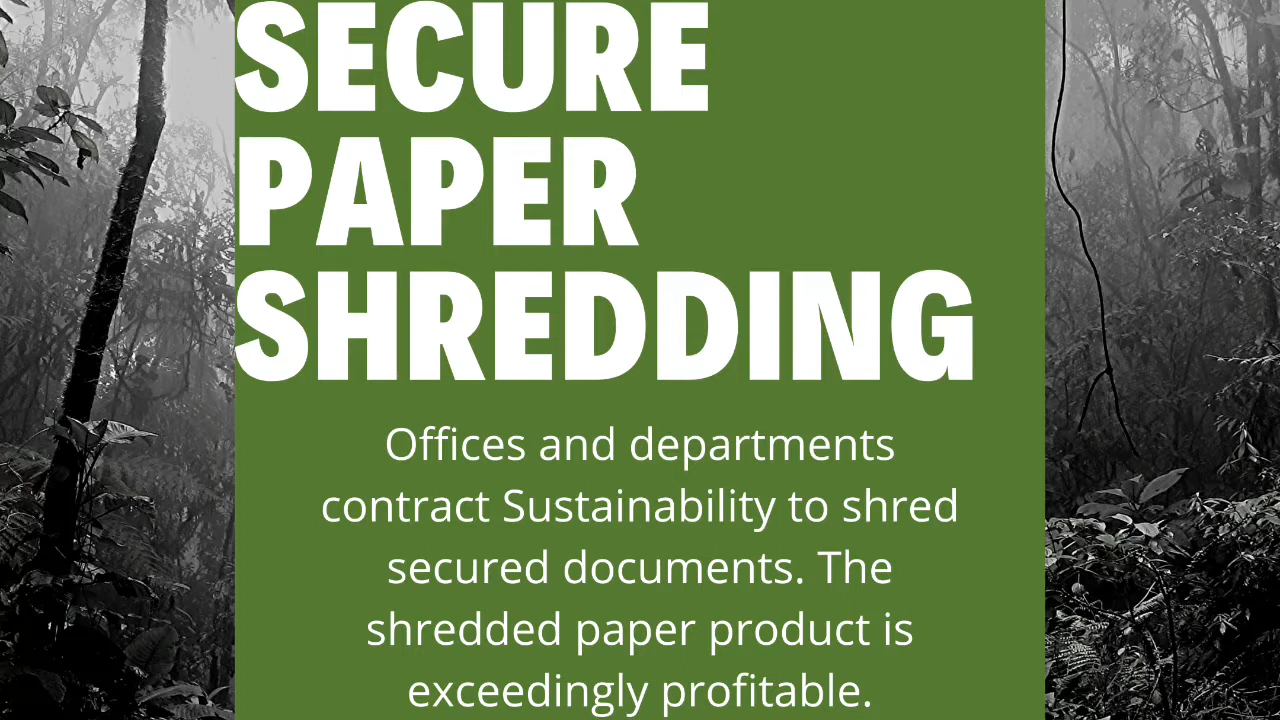 SECURE
PAPER
SHREDDING
Offices and departments
contract Sustainability to shred
secured documents. The
shredded paper product is
exceedingly profitable.